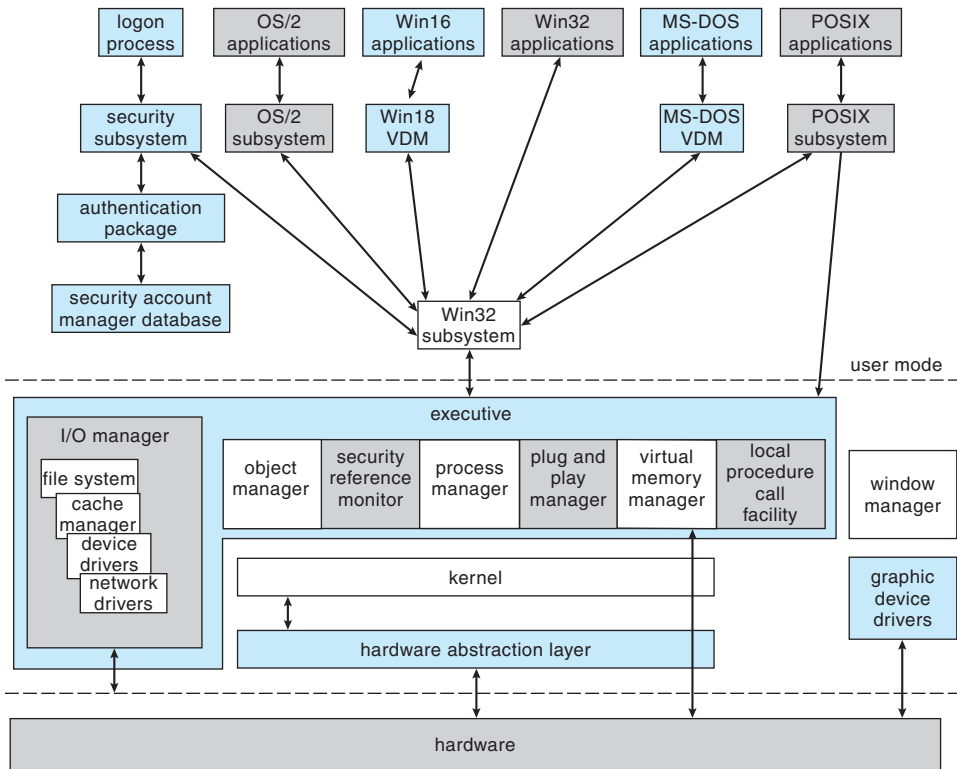 logon
process
OS/2
applications
Win16
applications
Win32
applications
MS-DOS
applications
POSIX
applications
security
subsystem
OS/2
subsystem
Win18
VDM
MS-DOS
VDM
POSIX
subsystem
authentication
package
security account
manager database
Win32
subsystem
user mode
executive
I/O manager
file system
cache
manager
device
drivers
network
drivers
object
manager
security
reference
monitor
process
manager
plug and
play
manager
virtual
memory
manager
local
procedure
call
facility
window
manager
kernel
graphic
device
drivers
hardware abstraction layer
hardware